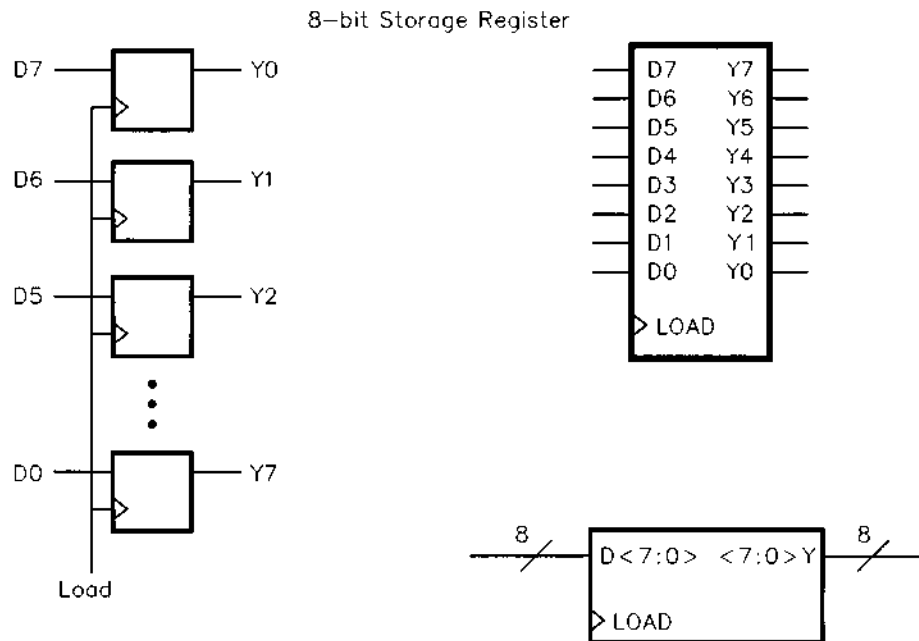 8-bit Storage Register
D7 Y0
D6 Y1
D5 Y2
D0 Y7
Load
D7 Y7
D6 Y6
D5 Y5
D4 Y4
D3 Y3
D2 Y2
D1 Y1
D0 Y0
LOAD
8 8
D<7:0> <7:0>Y
LOAD